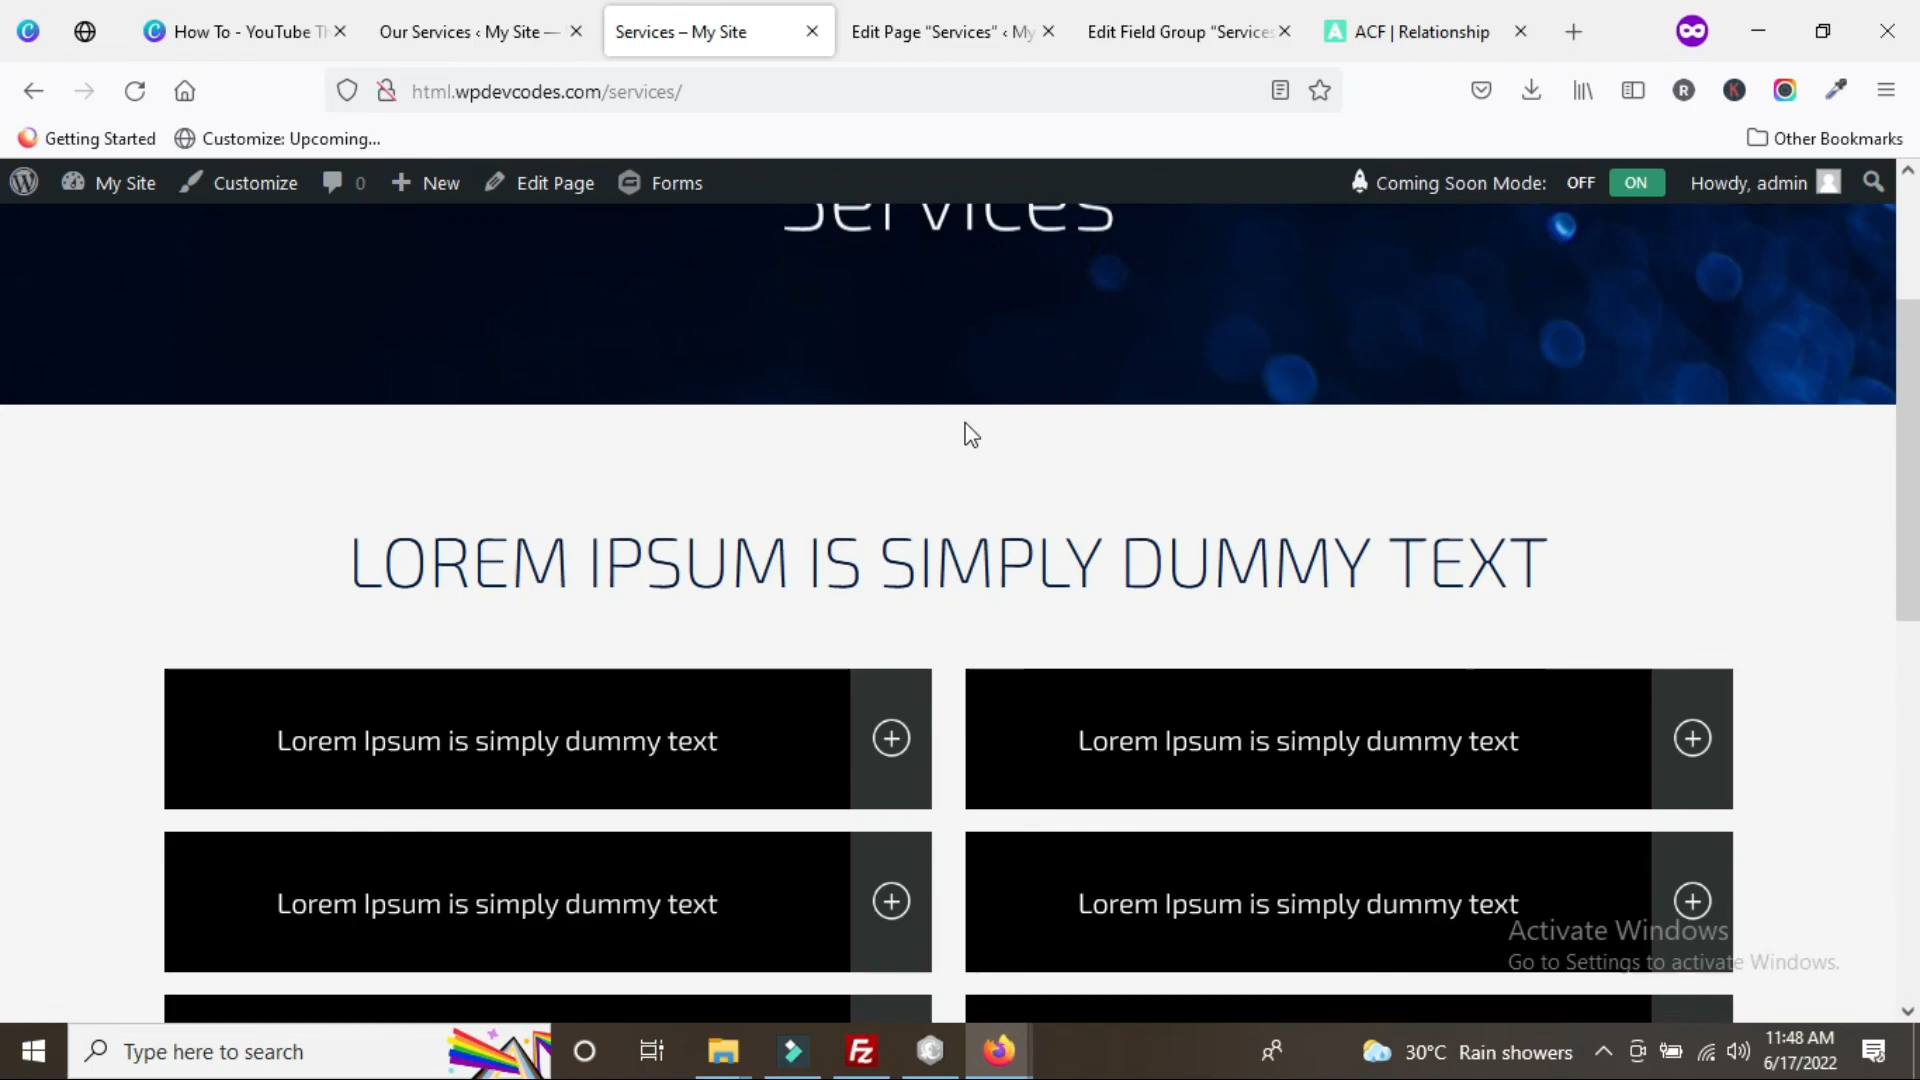 How To - YouTube Th
Our Services ‹ My Site —
Services – My Site
Edit Page "Services" ‹ My
Edit Field Group "Services
ACF | Relationship
html.wpdevcodes.com/services/
Getting Started
Customize: Upcoming...
Other Bookmarks
My Site
Customize
0
New
Edit Page
Forms
Coming Soon Mode: OFF ON
Howdy, admin
Services
LOREM IPSUM IS SIMPLY DUMMY TEXT
Lorem Ipsum is simply dummy text
Lorem Ipsum is simply dummy text
Lorem Ipsum is simply dummy text
Lorem Ipsum is simply dummy text
Activate Windows
Go to Settings to activate Windows.
Type here to search
30°C Rain showers
11:48 AM
6/17/2022